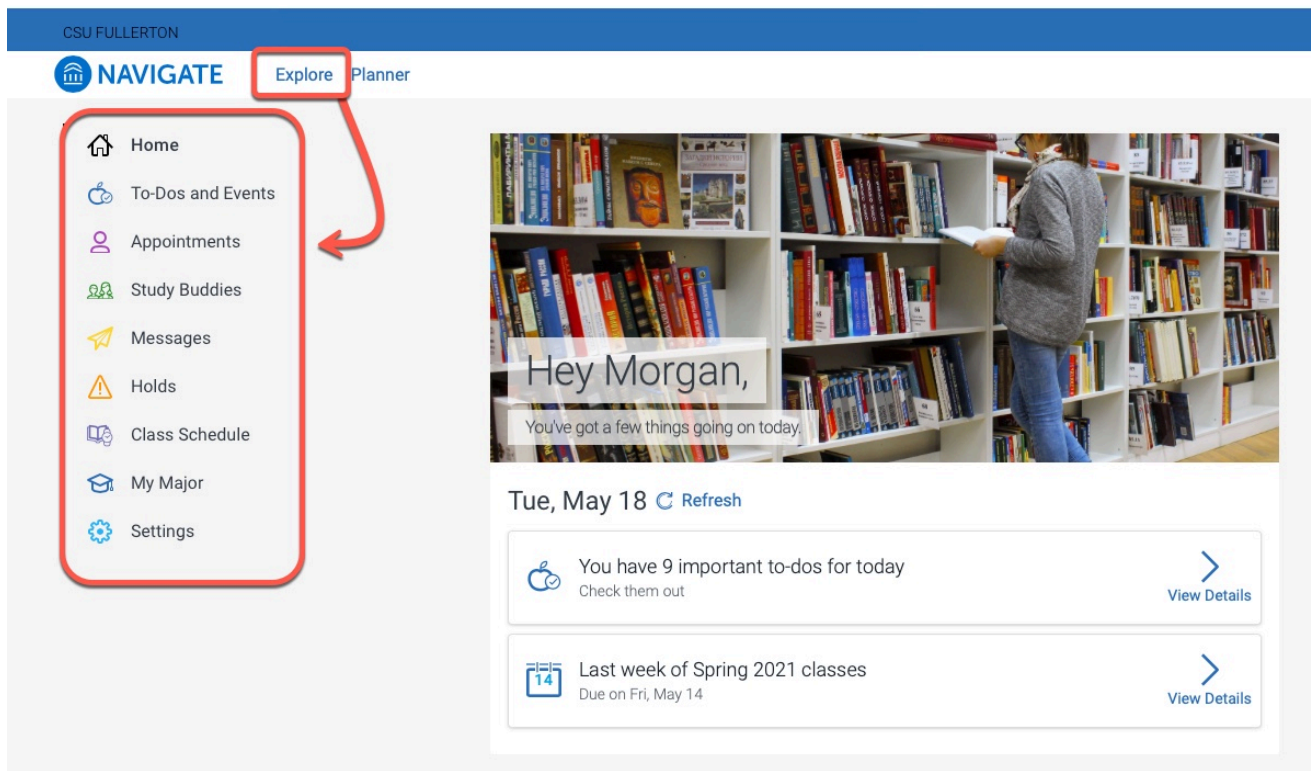 CSU FULLERTON
NAVIGATE Explore Planner
Home
To-Dos and Events
Appointments
Study Buddies
Messages
Holds
Class Schedule
My Major
Settings
Hey Morgan,
You've got a few things going on today.
Tue, May 18 Refresh
You have 9 important to-dos for today
Check them out
View Details
14
Last week of Spring 2021 classes
Due on Fri, May 14
View Details